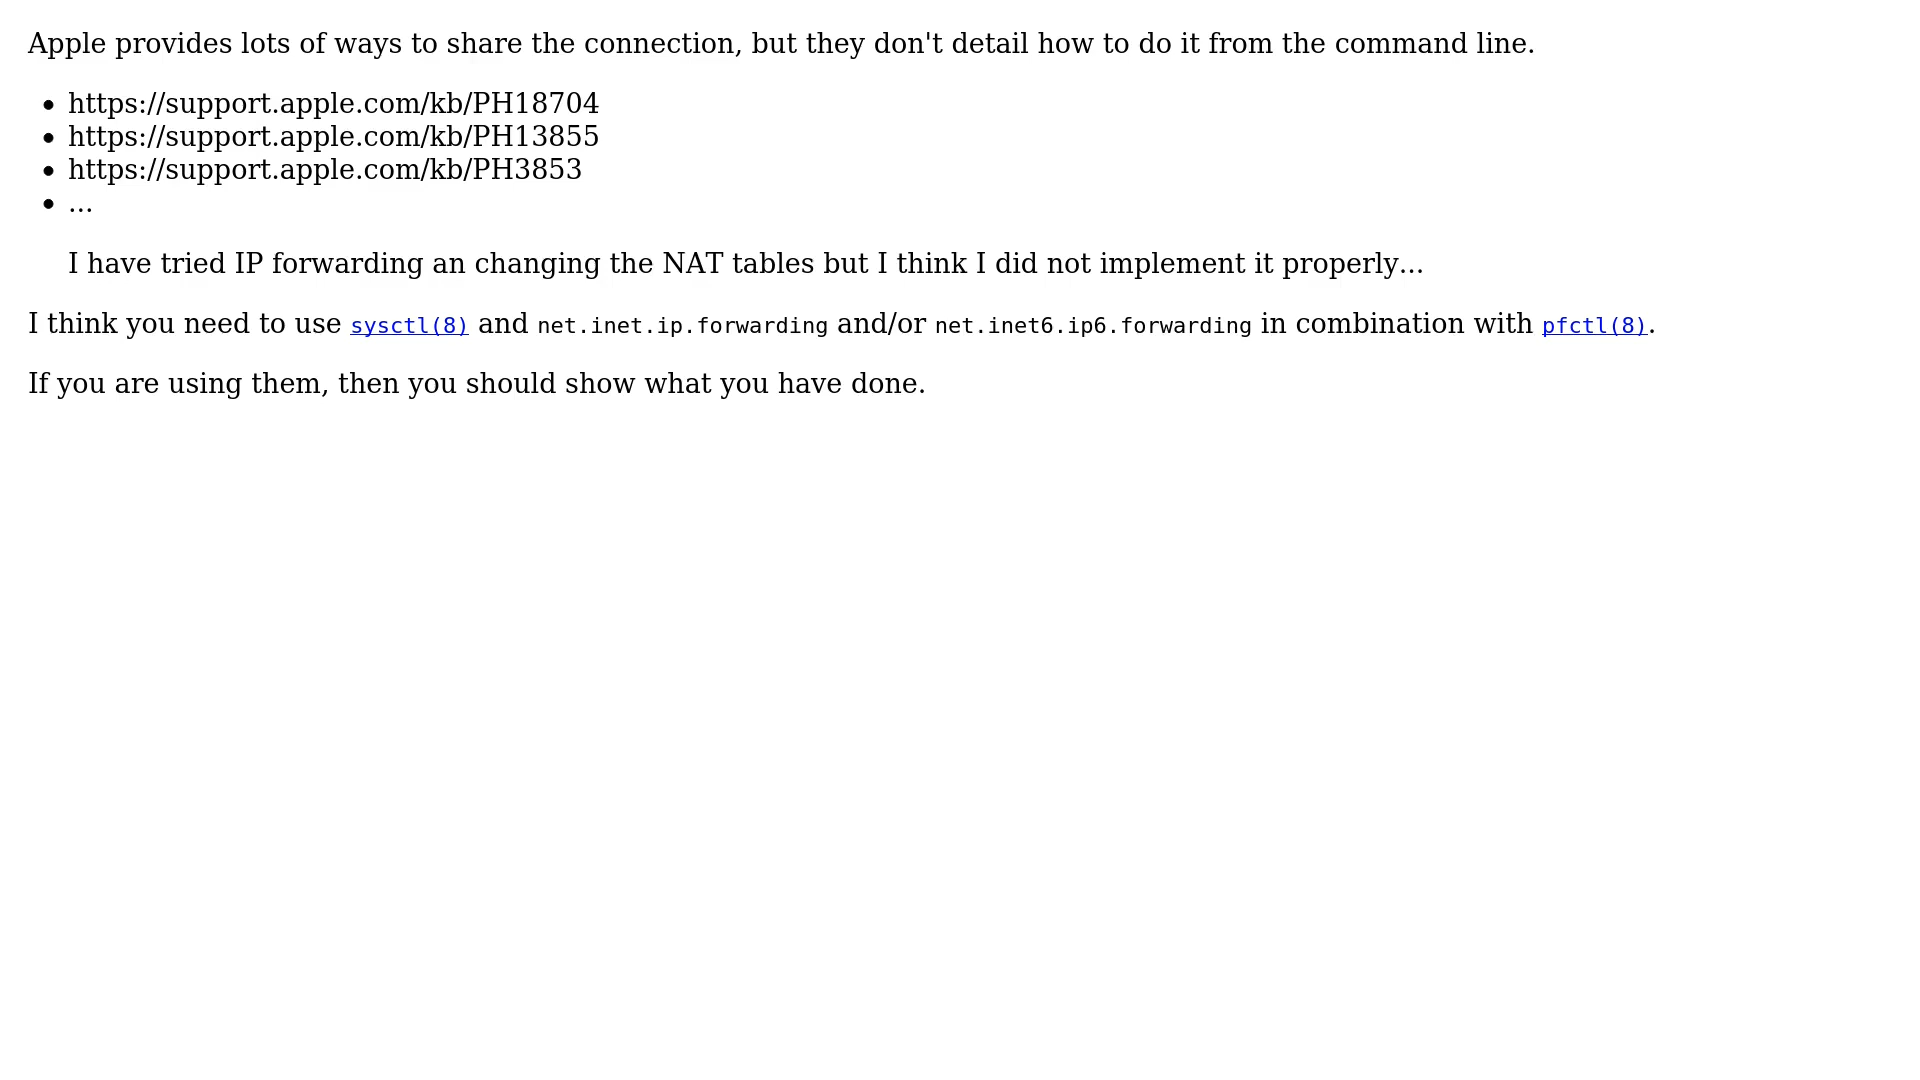 Apple provides lots of ways to share the connection, but they don't detail how to do it from the command line.
https://support.apple.com/kb/PH18704
https://support.apple.com/kb/PH13855
https://support.apple.com/kb/PH3853
...
I have tried IP forwarding an changing the NAT tables but I think I did not implement it properly...
I think you need to use sysctl(8) and net.inet.ip.forwarding and/or net.inet6.ip6.forwarding in combination with pfctl(8).
If you are using them, then you should show what you have done.